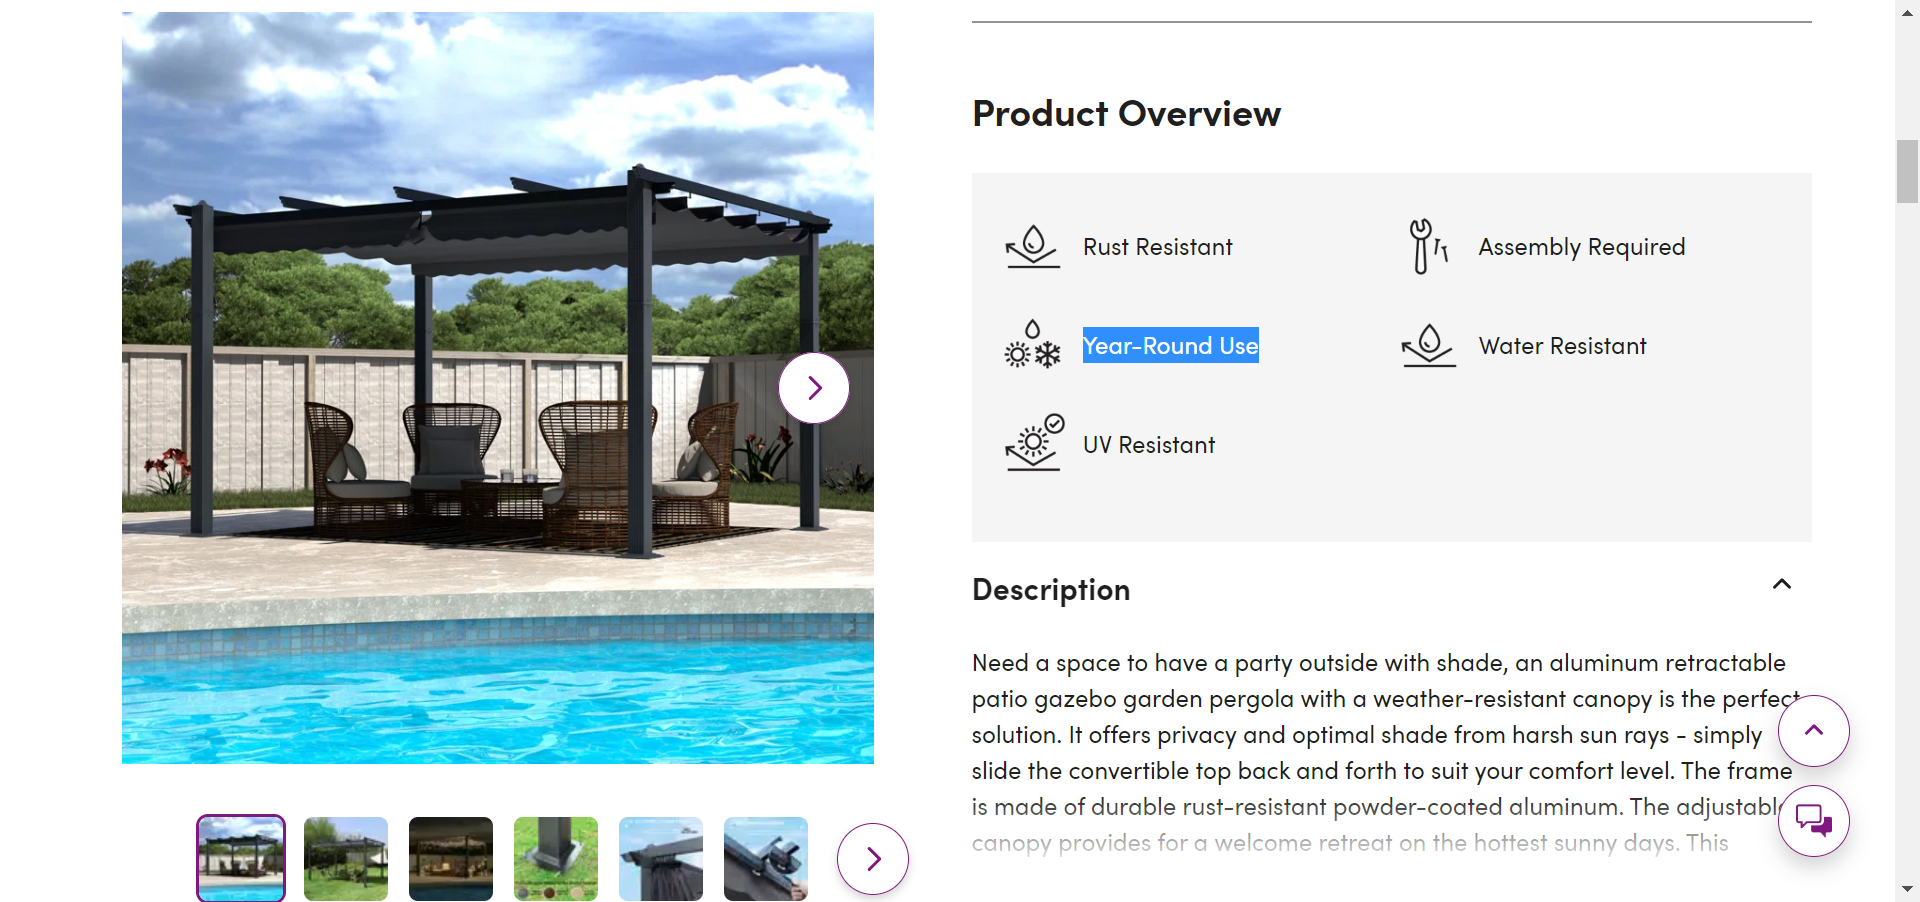 Product Overview
Rust Resistant
Assembly Required
Year-Round Use
Water Resistant
UV Resistant
Description
Need a space to have a party outside with shade, an aluminum retractable
patio gazebo garden pergola with a weather-resistant canopy is the perfect
solution. It offers privacy and optimal shade from harsh sun rays - simply
slide the convertible top back and forth to suit your comfort level. The frame
is made of durable rust-resistant powder-coated aluminum. The adjustable
canopy provides for a welcome retreat on the hottest sunny days. This